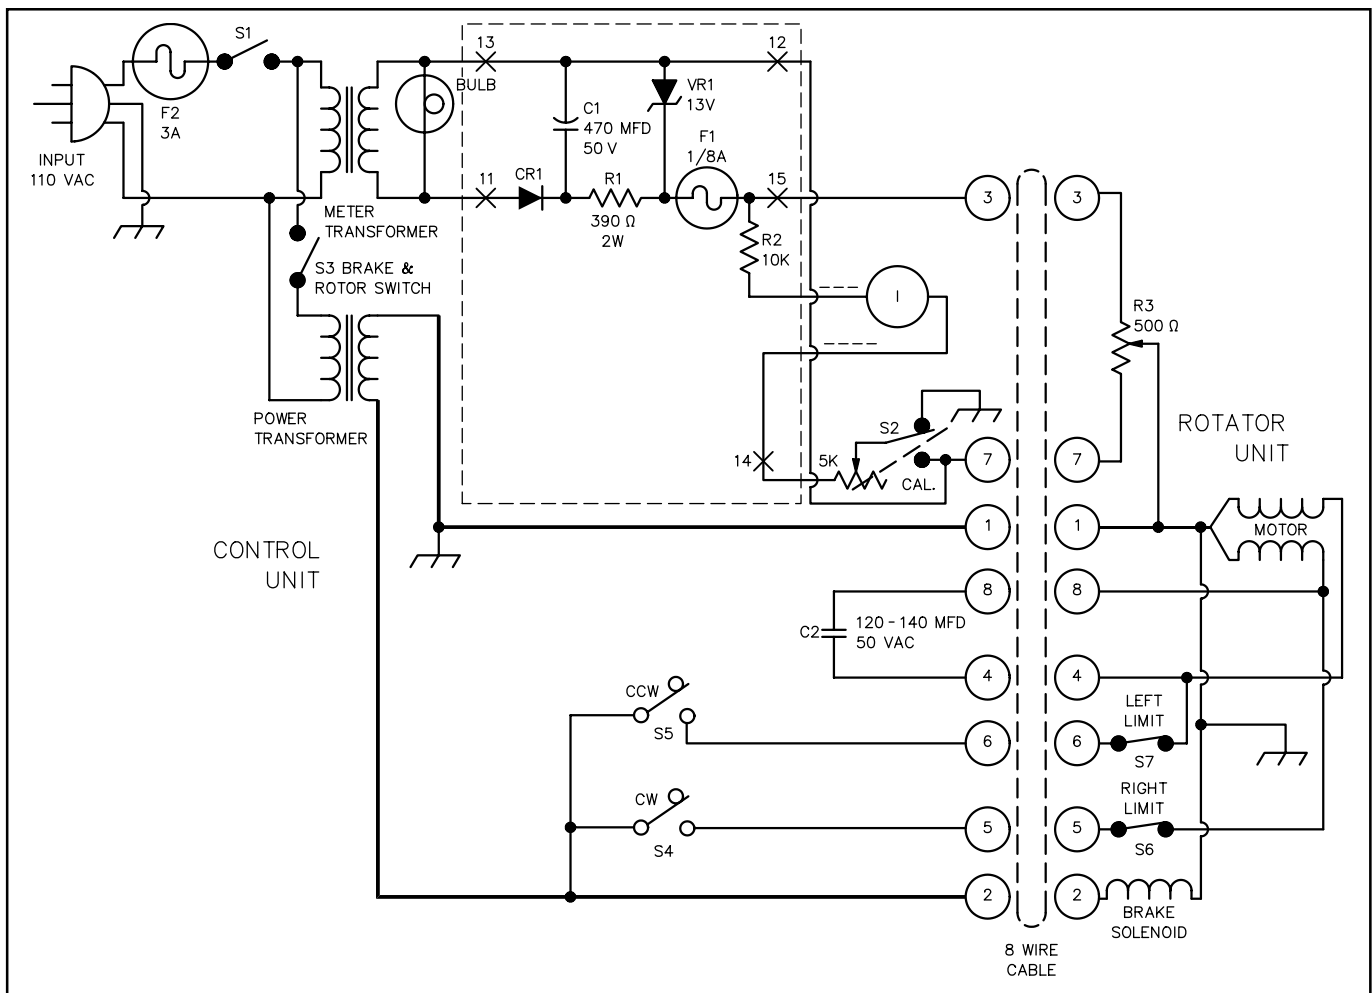 S1
F2
3A
INPUT
110 VAC
BULB
13
12
C1
470 MFD
50 V
VR1
13V
F1
1/8A
11
CR1
R1
390 Ω
2W
15
R2
10K
METER
TRANSFORMER
S3 BRAKE &
ROTOR SWITCH
POWER
TRANSFORMER
I
14
5K
S2
CAL.
CONTROL
UNIT
3
3
R3
500 Ω
ROTATOR
UNIT
7
7
1
1
MOTOR
8
8
C2
120 - 140 MFD
50 VAC
4
4
CCW
S5
6
6
LEFT
LIMIT
S7
CW
S4
5
5
RIGHT
LIMIT
S6
2
2
BRAKE
SOLENOID
8 WIRE
CABLE